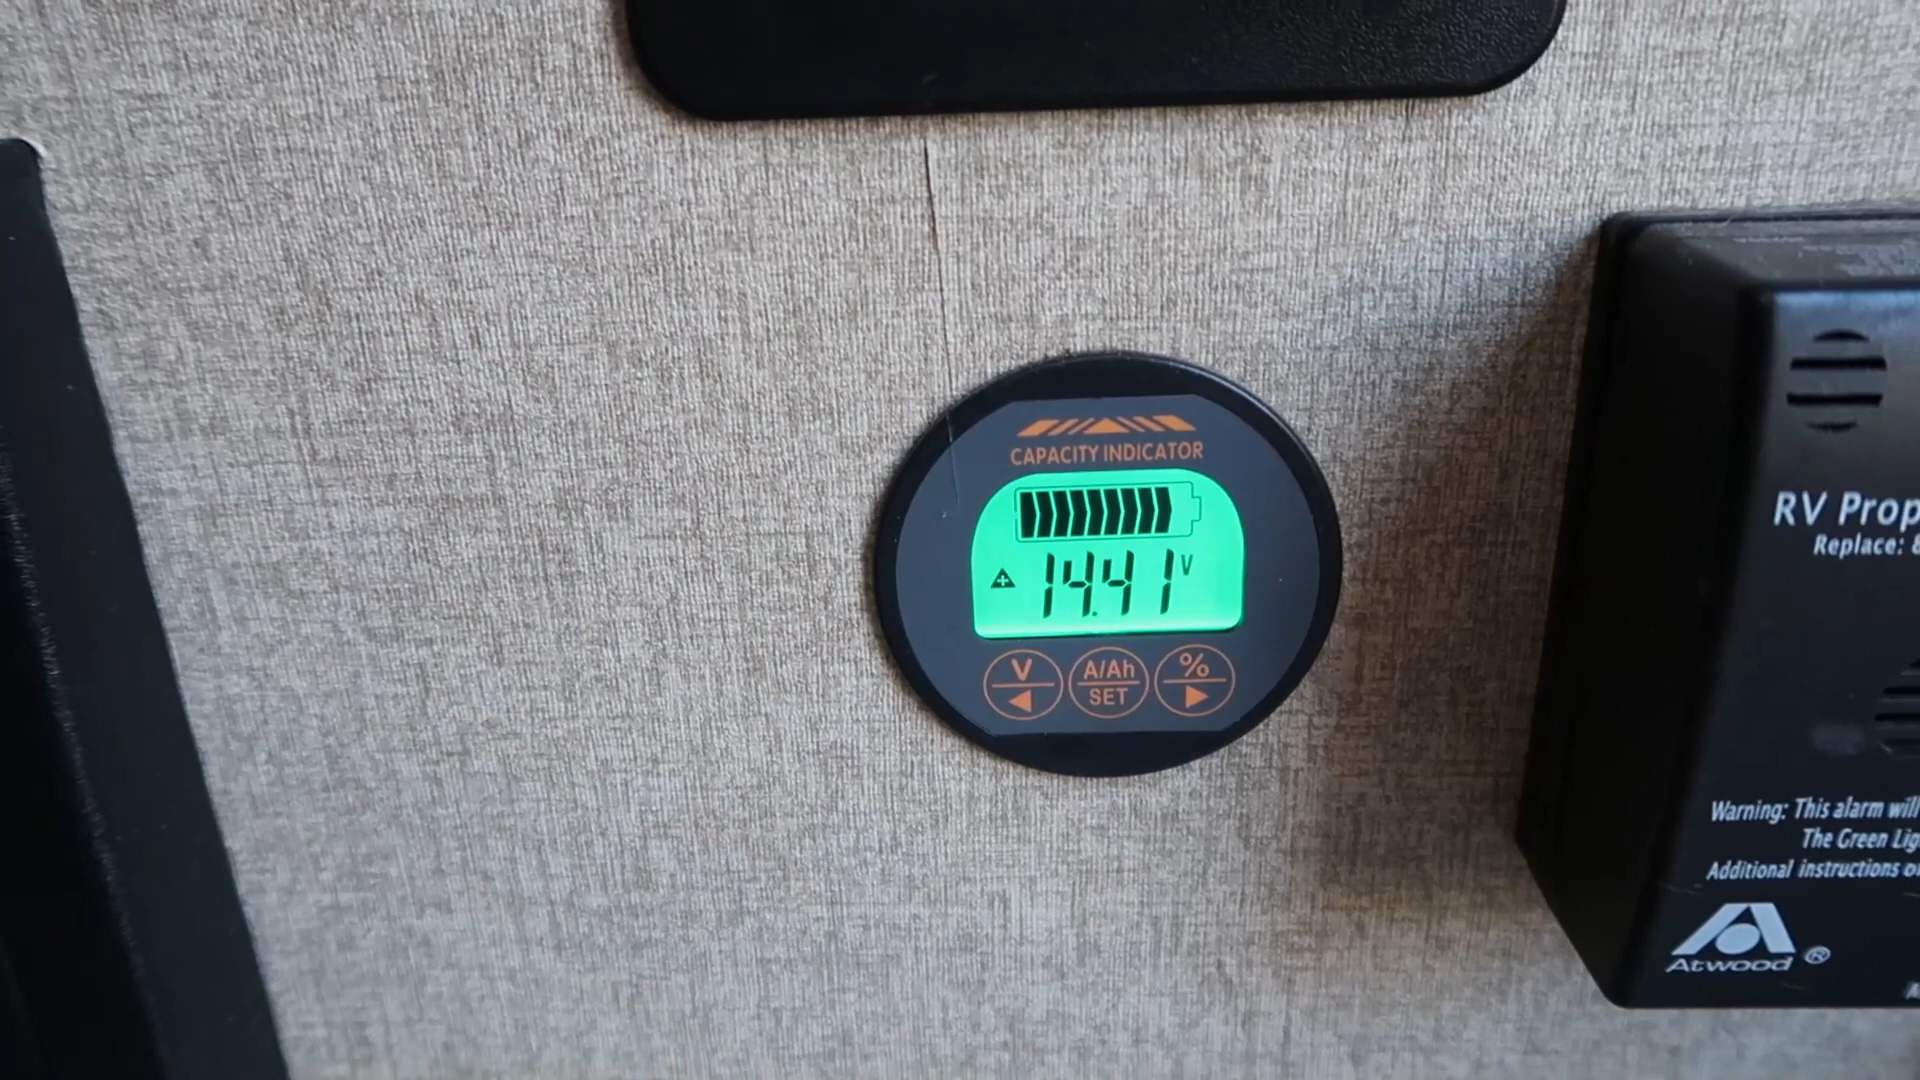 CAPACITY INDICATOR
14.41 V
V A/Ah %
SET
RV Prop
Replace: 8
Warning: This alarm will
The Green Lig
Additional instructions o
Atwood ®